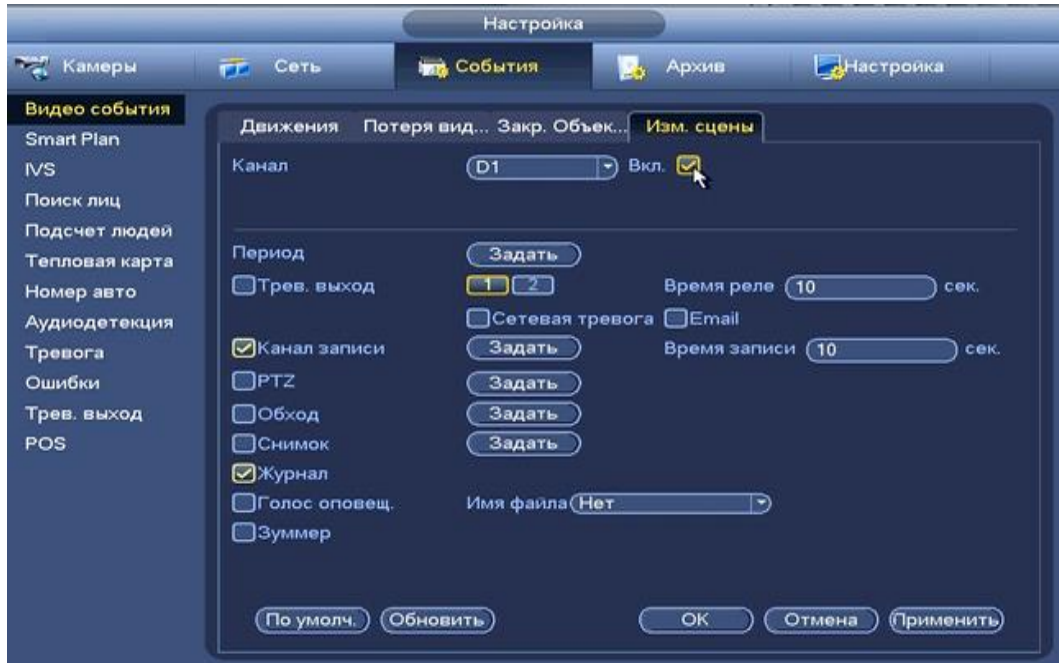 Настройка
Камеры Сеть События Архив Настройка
Видео события
Smart Plan
IVS
Поиск лиц
Подсчет людей
Тепловая карта
Номер авто
Аудиодетекция
Тревога
Ошибки
Трев. выход
POS
Движения Потеря вид... Закр. Объек... Изм. сцены
Канал D1 Вкл.
Период Задать
Трев. выход 1 2 Время реле 10 сек.
Сетевая тревога Email
Канал записи Задать Время записи 10 сек.
PTZ Задать
Обход Задать
Снимок Задать
Журнал
Голос оповещ. Имя файла Нет
Зуммер
По умолч. Обновить OK Отмена Применить